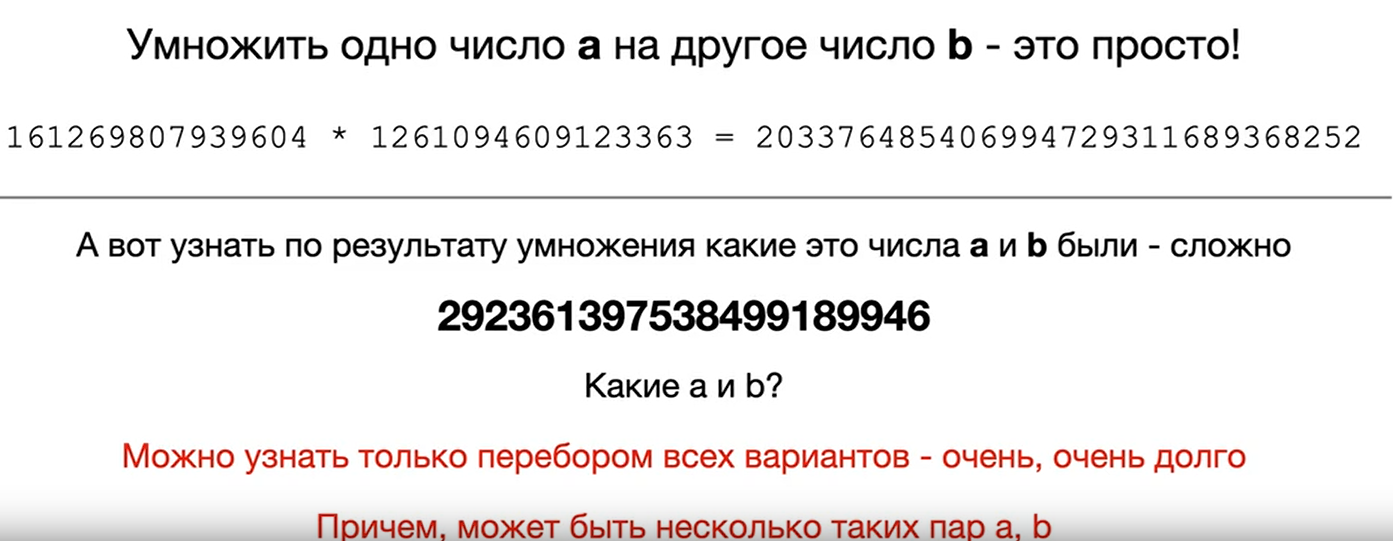 Умножить одно число a на другое число b - это просто!
161269807939604 * 1261094609123363 = 203376485406994729311689368252
А вот узнать по результату умножения какие это числа a и b были - сложно
292361397538499189946
Какие a и b?
Можно узнать только перебором всех вариантов - очень, очень долго
Причем, может быть несколько таких пар a, b